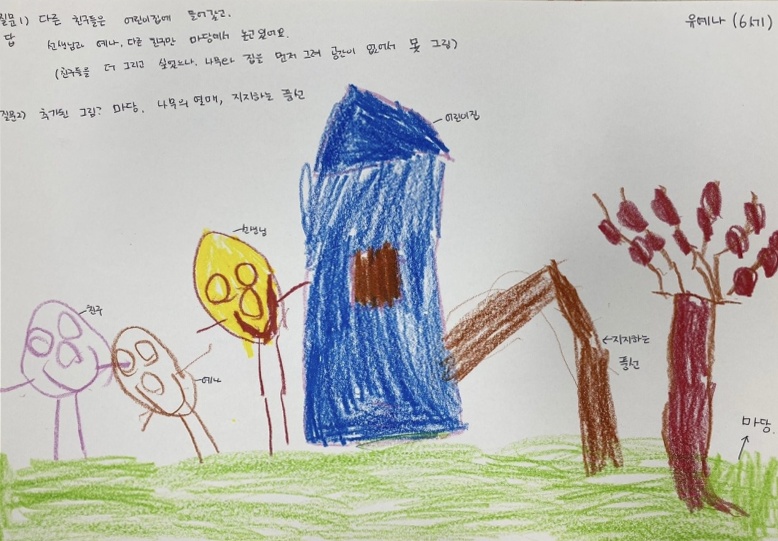 질문1) 다른 친구들은 어린이집에 들어갔고,
유예나 (6세)
답 선생님과 예나, 다른 친구만 마당에서 놀고있어요.
(친구들을 더 그리고 싶었으나, 나무와 집을 먼저 그려 공간이 없어서 못 그림)
질문2) 추가된 그림? 마당, 나무의 열매, 지지하는 풍선
어린이집
선생님
친구
예나
지지하는
풍선
마당